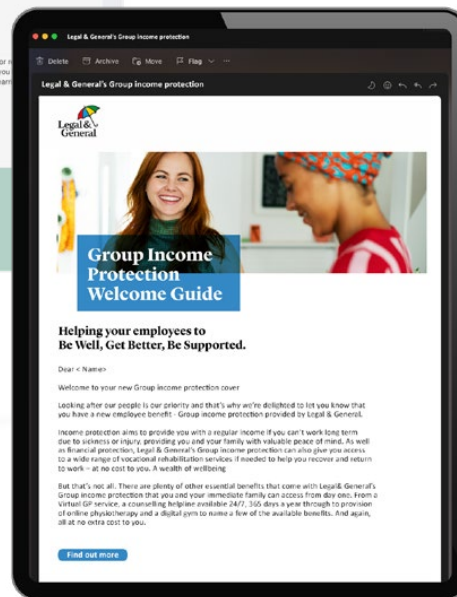 Legal & General's Group income protection
Delete Archive Move Flag
Legal & General's Group income protection
Legal &
General
Group Income
Protection
Welcome Guide
Helping your employees to
Be Well, Get Better, Be Supported.
Dear < Name>
Welcome to your new Group income protection cover
Looking after our people is our priority and that's why we're delighted to let you know that
you have a new employee benefit - Group income protection provided by Legal & General.
Income protection aims to provide you with a regular income if you can't work long term
due to sickness or injury, providing you and your family with valuable peace of mind. As well
as financial protection, Legal & General's Group income protection can also give you access
to a wide range of vocational rehabilitation services if needed to help you recover and return
to work – at no cost to you. A wealth of wellbeing
But that's not all. There are plenty of other essential benefits that come with Legal& General's
Group income protection that you and your immediate family can access from day one. From a
Virtual GP service, a counselling helpline available 24/7, 365 days a year through to provision
of online physiotherapy and a digital gym to name a few of the available benefits. And again,
all at no extra cost to you.
Find out more